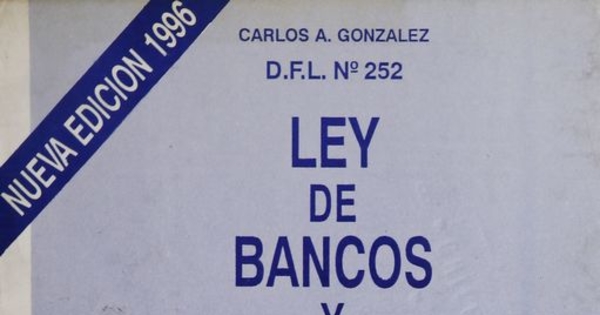 NUEVA EDICION 1996
CARLOS A. GONZALEZ
D.F.L. Nº 252
LEY
DE
BANCOS
Y